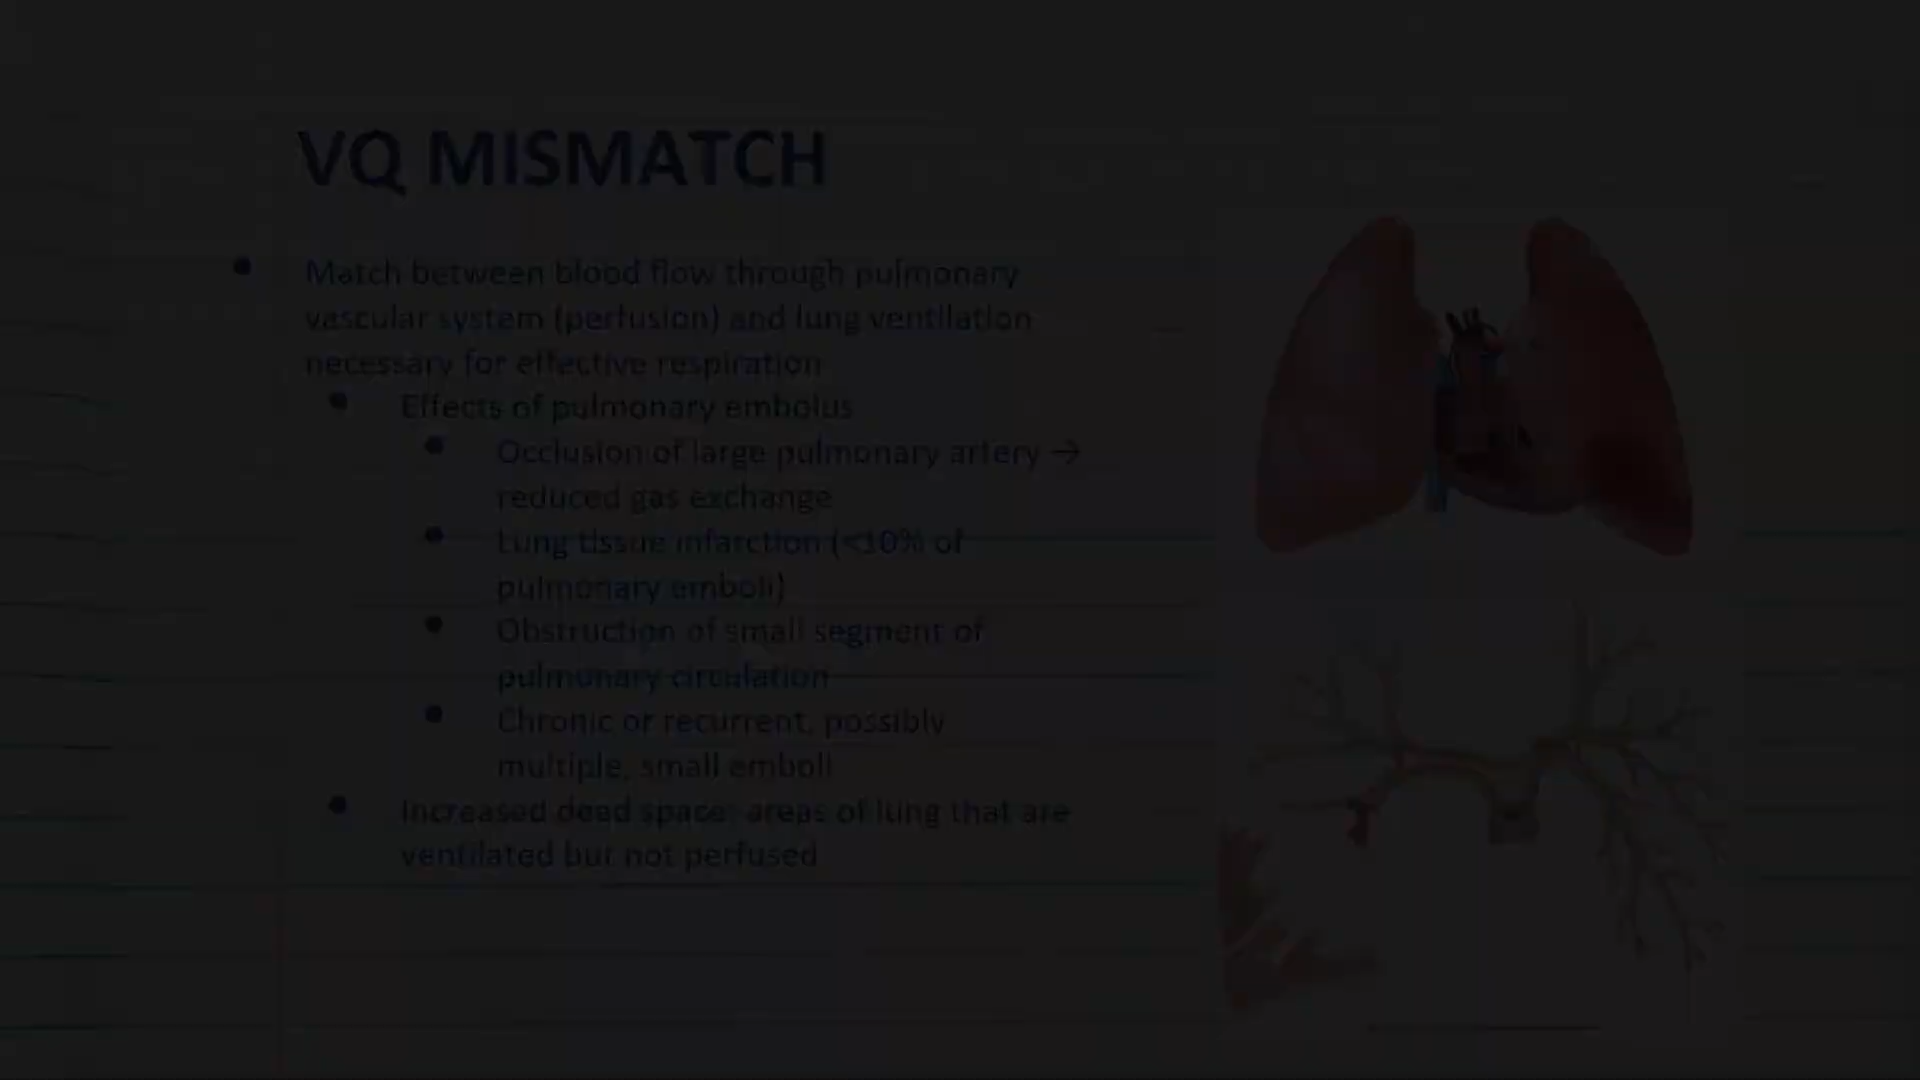 VQ MISMATCH
• Match between blood flow through pulmonary
vascular system (perfusion) and lung ventilation
necessary for effective respiration
• Effects of pulmonary embolus
• Occlusion of large pulmonary artery →
reduced gas exchange
• Lung tissue infarction (<10% of
pulmonary emboli)
• Obstruction of small segment of
pulmonary circulation
• Chronic or recurrent, possibly
multiple, small emboli
• Increased dead space: areas of lung that are
ventilated but not perfused